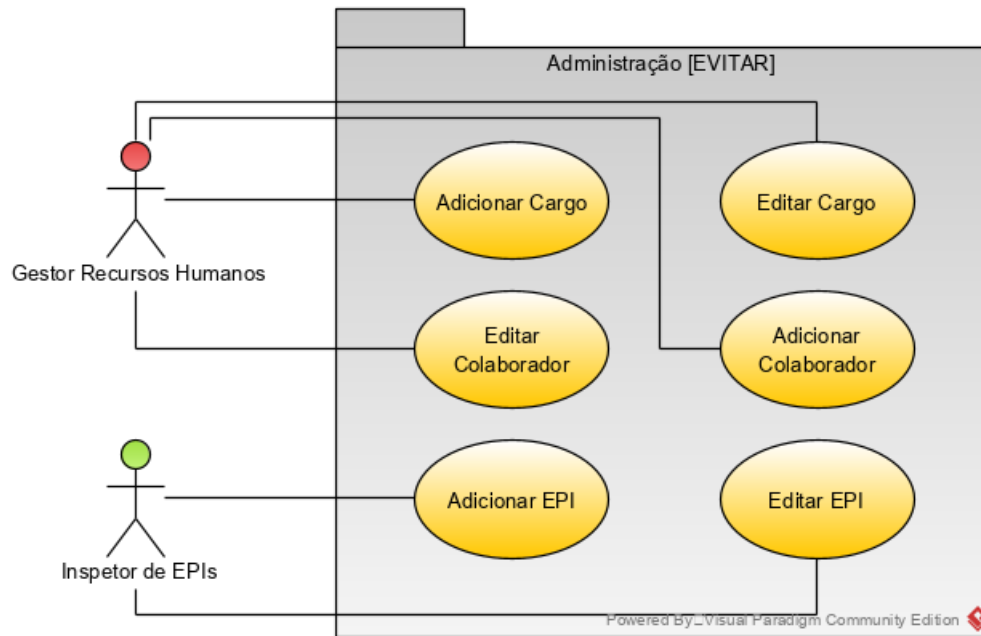 Administração [EVITAR]
Adicionar Cargo
Editar Cargo
Gestor Recursos Humanos
Editar
Colaborador
Adicionar
Colaborador
Adicionar EPI
Editar EPI
Inspetor de EPIs
Powered By Visual Paradigm Community Edition